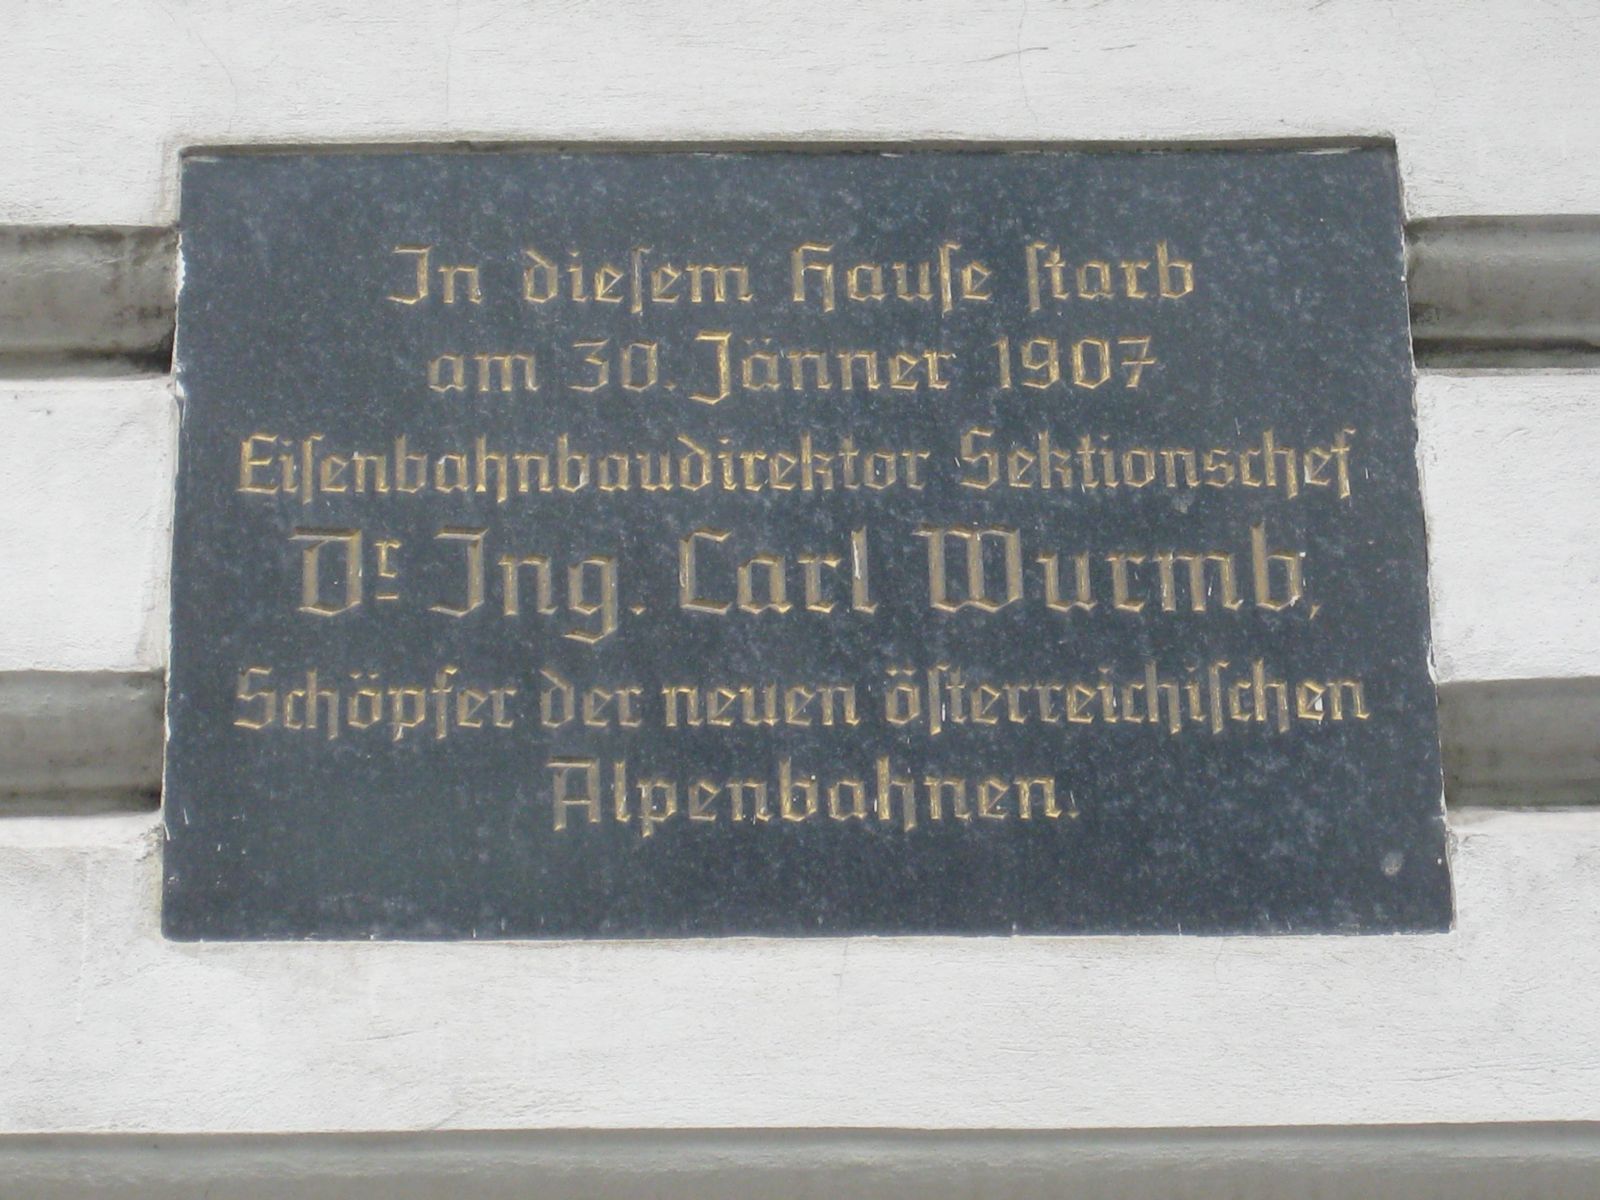 In diesem Hause starb
am 30. Jänner 1907
Eisenbahnbaudirektor Sektionschef
Dr Ing. Carl Wurmb,
Schöpfer der neuen österreichischen
Alpenbahnen.